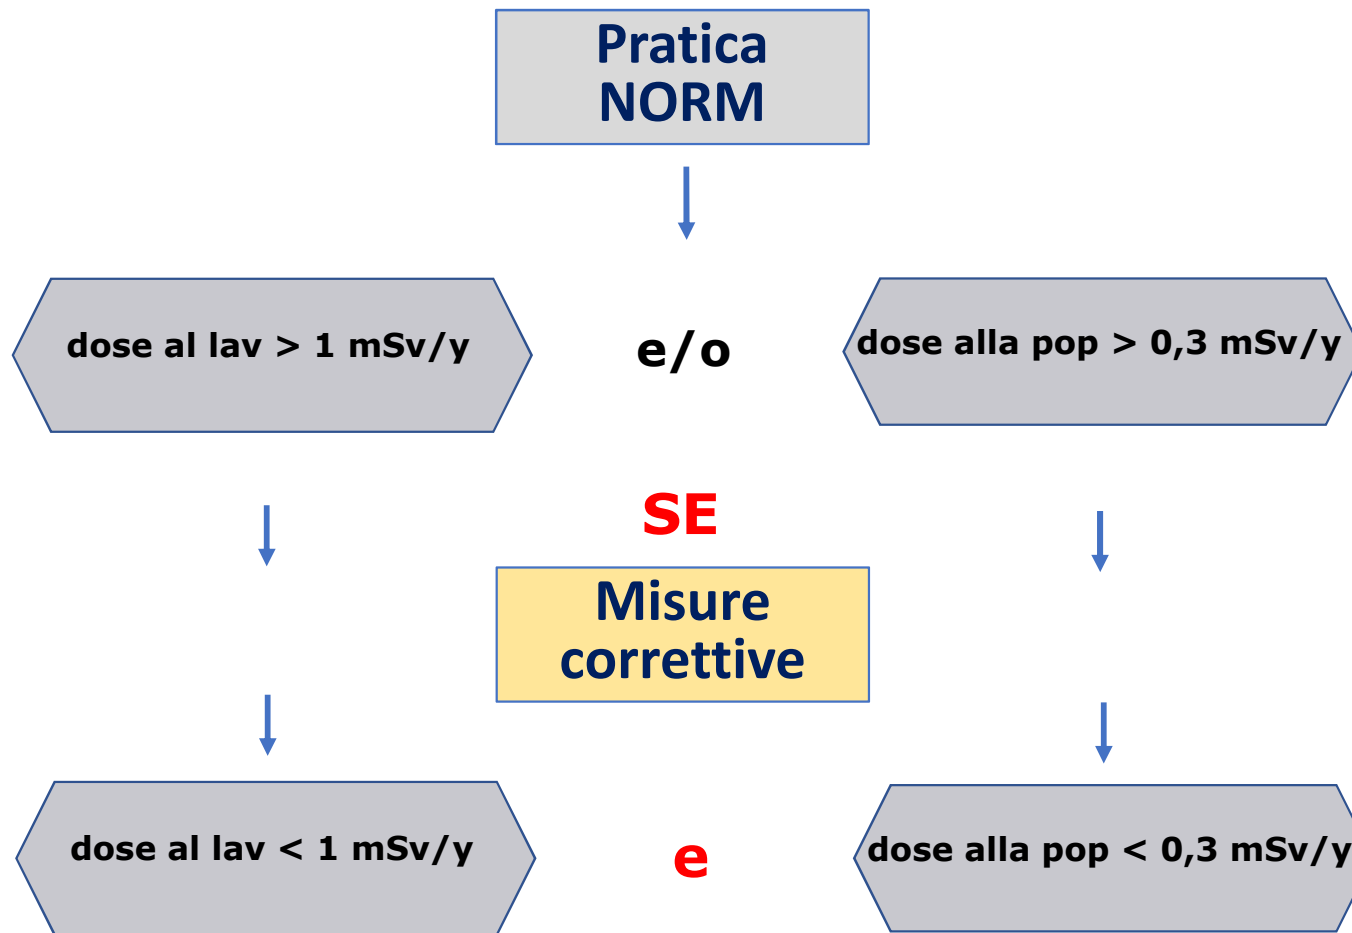 Pratica
NORM
dose al lav > 1 mSv/y
e/o
dose alla pop > 0,3 mSv/y
SE
Misure
correttive
dose al lav < 1 mSv/y
e
dose alla pop < 0,3 mSv/y